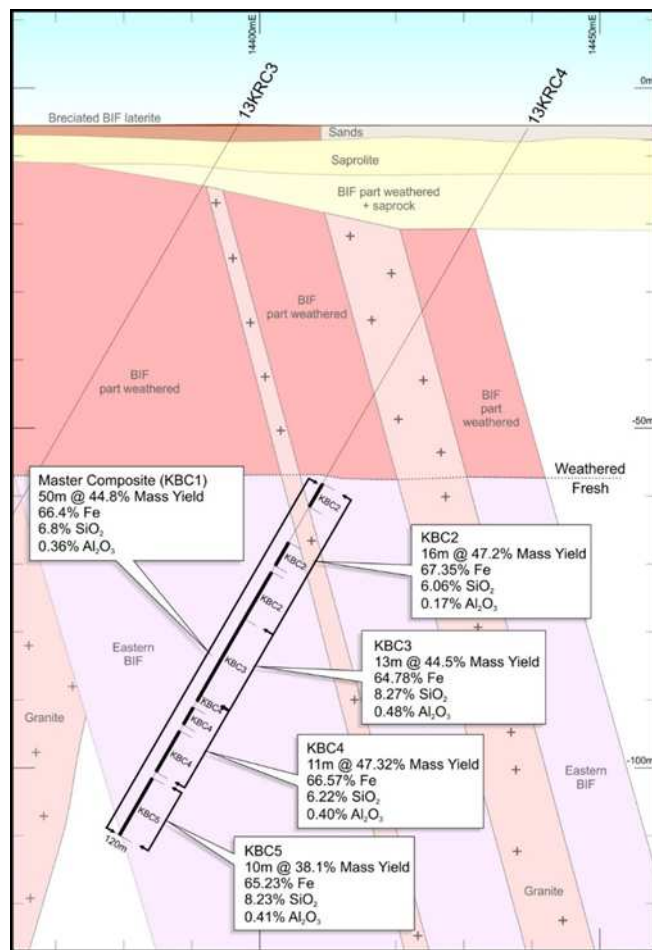 14400mE
14450mE
13KRC3
13KRC4
0m
Breciated BIF laterite
Sands
Saprolite
BIF part weathered
+ saprock
BIF
part weathered
BIF
part weathered
BIF
part
weathered
-50m
Weathered
Fresh
Master Composite (KBC1)
50m @ 44.8% Mass Yield
66.4% Fe
6.8% SiO₂
0.36% Al₂O₃
KBC2
KBC2
KBC2
KBC3
KBC4
KBC4
KBC5
120m
KBC2
16m @ 47.2% Mass Yield
67.35% Fe
6.06% SiO₂
0.17% Al₂O₃
KBC3
13m @ 44.5% Mass Yield
64.78% Fe
8.27% SiO₂
0.48% Al₂O₃
KBC4
11m @ 47.32% Mass Yield
66.57% Fe
6.22% SiO₂
0.40% Al₂O₃
KBC5
10m @ 38.1% Mass Yield
65.23% Fe
8.23% SiO₂
0.41% Al₂O₃
Eastern
BIF
Granite
-100m
Eastern
BIF
Granite